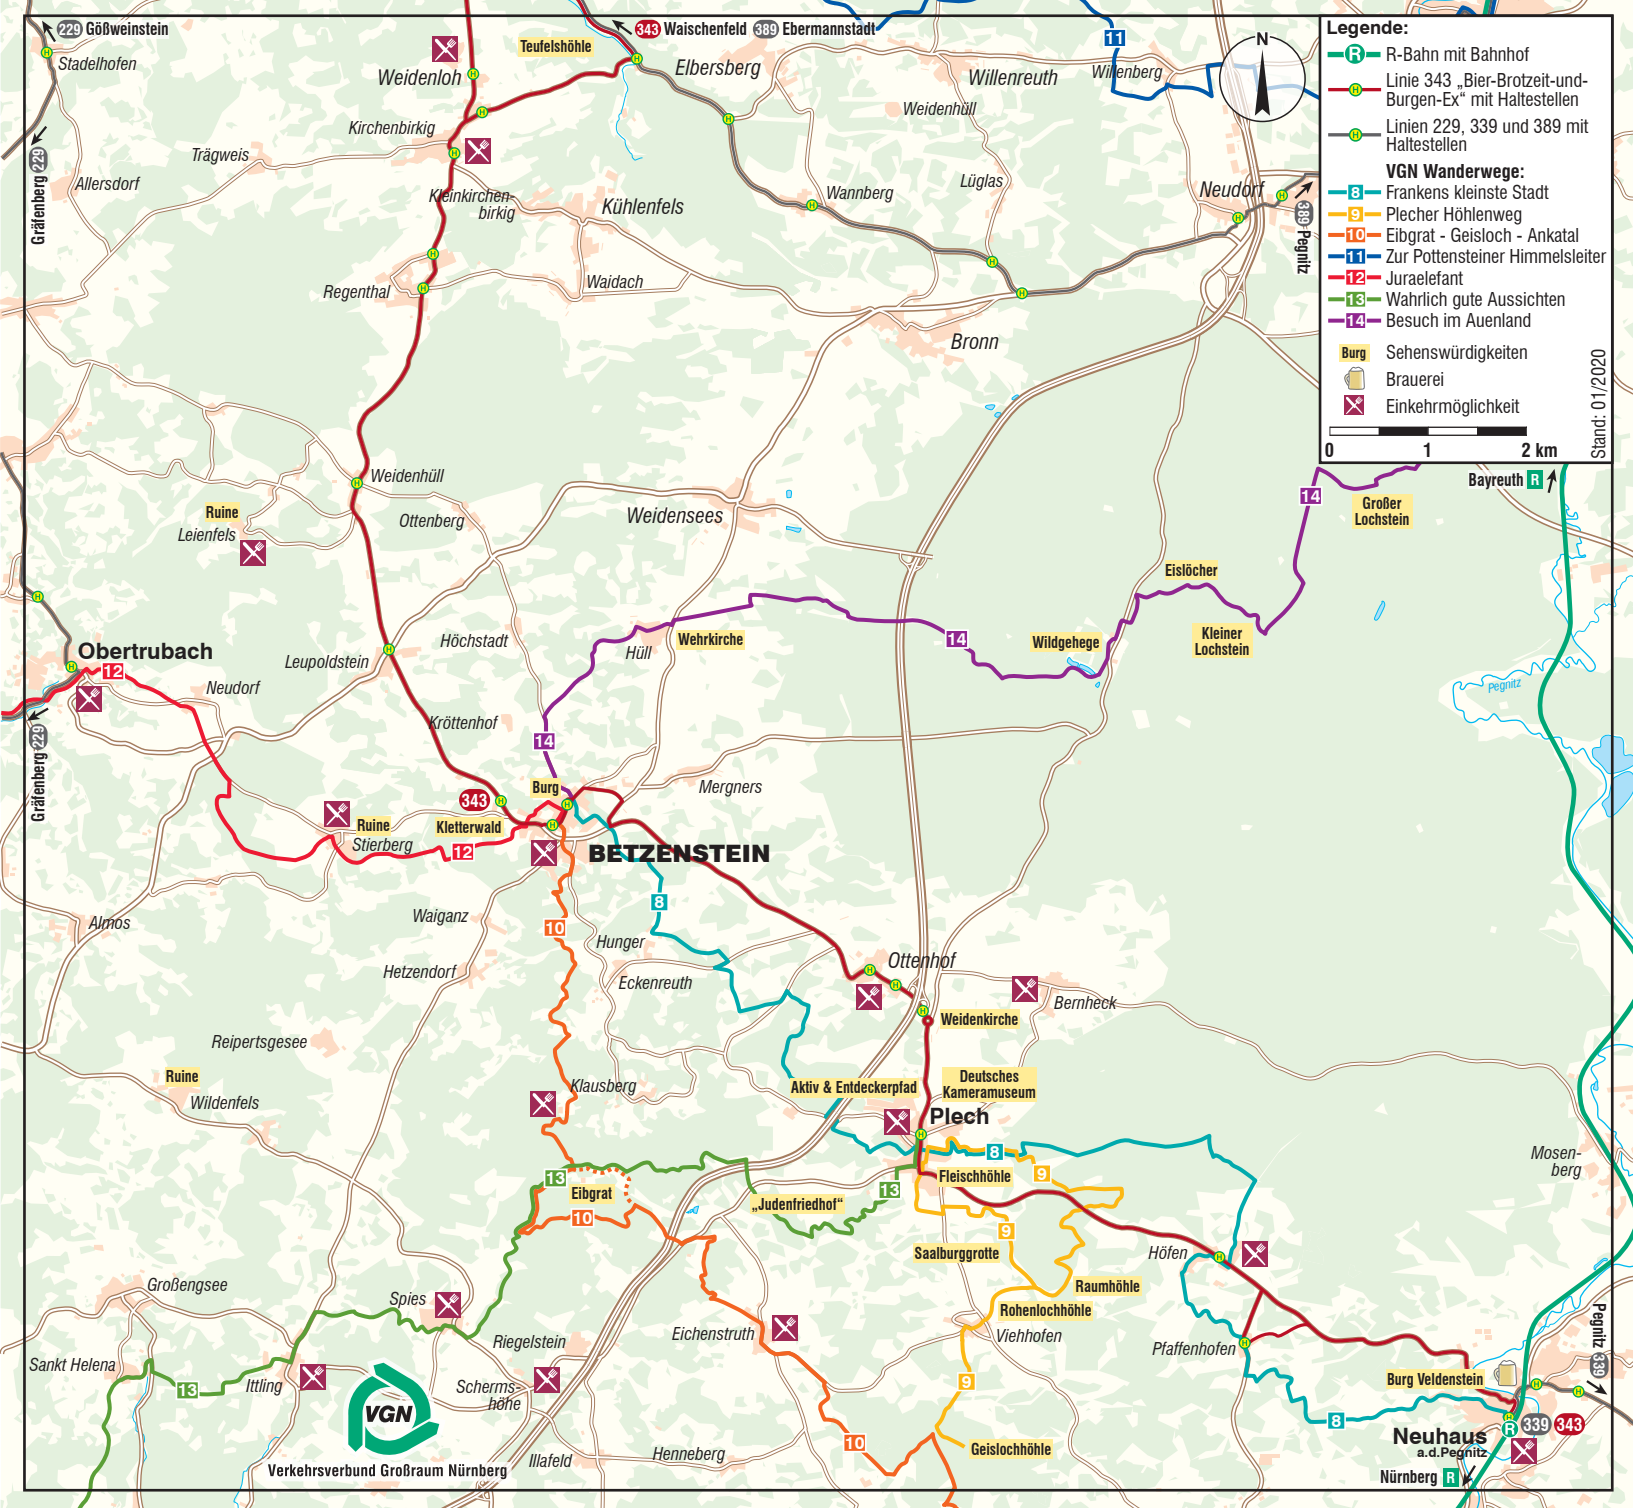 229 Gößweinstein
343 Waischenfeld 389 Ebermannstadt
11
N
Stadelhofen
Teufelshöhle
Elbersberg
Weidenloh
Willenreuth
Willenberg
Weidenhüll
Kirchenbirkig
Trägweis
Allersdorf
Gräfenberg 229
Kleinkirchen-
birkig
Kühlenfels
Wannberg
Lüglas
Neudorf
389 Pegnitz
Regenthal
Waidach
Bronn
Legende:
R R-Bahn mit Bahnhof
H Linie 343 „Bier-Brotzeit-und-
Burgen-Ex“ mit Haltestellen
H Linien 229, 339 und 389 mit
Haltestellen
VGN Wanderwege:
8 Frankens kleinste Stadt
9 Plecher Höhlenweg
10 Eibgrat - Geisloch - Ankatal
11 Zur Pottensteiner Himmelsleiter
12 Juraelefant
13 Wahrlich gute Aussichten
14 Besuch im Auenland
Burg Sehenswürdigkeiten
Brauerei
Einkehrmöglichkeit
0 1 2 km
Stand: 01/2020
Weidenhüll
Ruine
Leienfels
Ottenberg
Weidensees
14
Großer
Lochstein
Bayreuth R
Eislöcher
Obertrubach
12
Neudorf
Leupoldstein
Höchstadt
Hüll
Wehrkirche
14
Wildgehege
Kleiner
Lochstein
Pegnitz
Gräfenberg 229
Kröttenhof
14
Burg
343
Mergners
Ruine
Stierberg
Kletterwald
12
BETZENSTEIN
8
Almos
Waiganz
10
Hunger
Hetzendorf
Eckenreuth
Ottenhof
Bernheck
Weidenkirche
Reipertsgesee
Ruine
Wildenfels
Klausberg
Aktiv & Entdeckerpfad
Deutsches
Kameramuseum
Plech
8
9
Fleischhöhle
Mosen-
berg
13
Eibgrat
10
„Judenfriedhof“
13
9
Saalburggrotte
Höfen
Raumhöhle
Rohenlochhöhle
Großengsee
Spies
Riegelstein
Eichenstruth
Viehhofen
Pfaffenhofen
Pegnitz 339
Sankt Helena
13
Ittling
Scherms-
höhe
9
Burg Veldenstein
VGN
Verkehrsverbund Großraum Nürnberg
Illafeld
Henneberg
10
Geislochhöhle
8
Neuhaus
a.d.Pegnitz
R 339 343
Nürnberg R